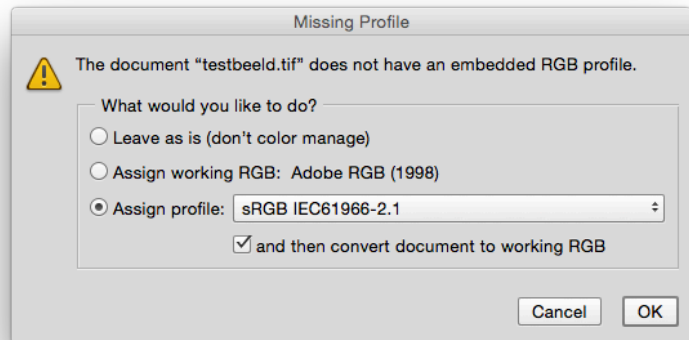 Missing Profile
The document “testbeeld.tif” does not have an embedded RGB profile.
What would you like to do?
Leave as is (don't color manage)
Assign working RGB: Adobe RGB (1998)
Assign profile: sRGB IEC61966-2.1
and then convert document to working RGB
Cancel OK